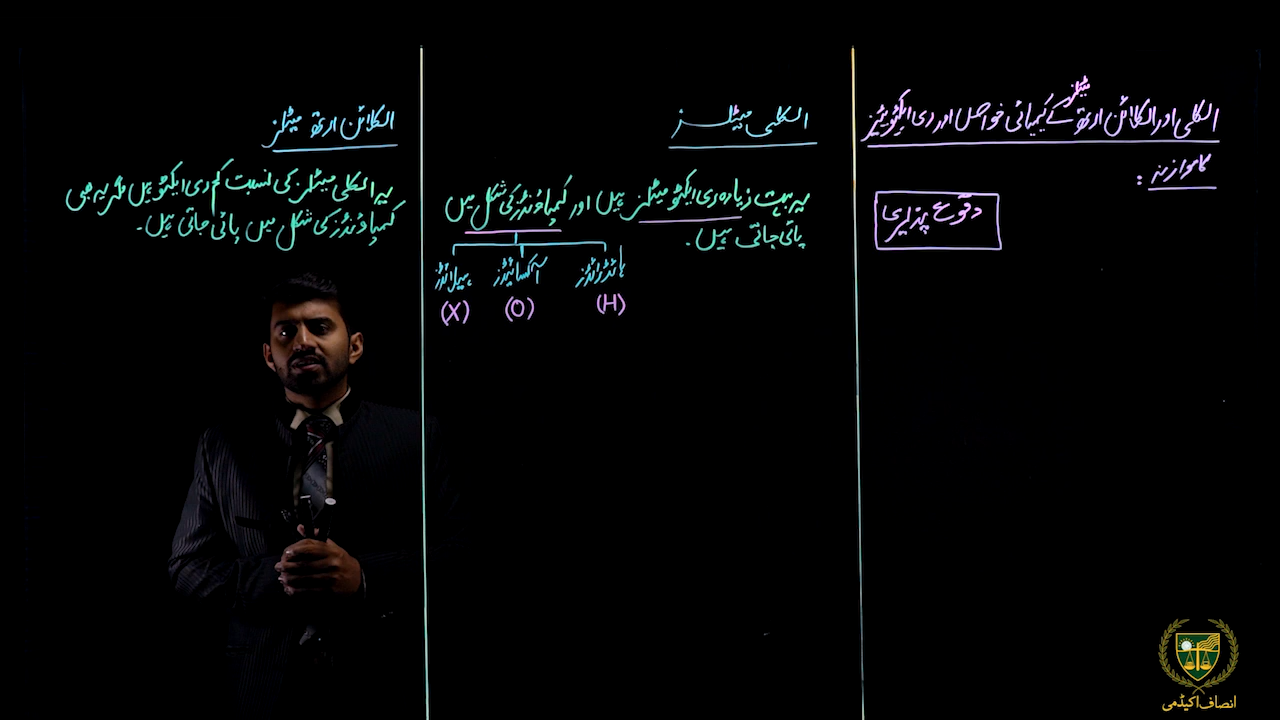 الکلی اور الکلائن ارتھ میٹلز کے کیمیائی خواص اور ری ایکٹیویٹیز
کا موازنہ :
وقوع پذیری
الکلی میٹلز
یہ بہت زیادہ ری ایکٹو میٹلز ہیں اور کمپاؤنڈز کی شکل میں
پائی جاتی ہیں۔
ہائڈرائڈز آکسائیڈز ہیلائڈز
(H) (O) (X)
الکلائن ارتھ میٹلز
یہ الکلی میٹلز کی نسبت کم ری ایکٹو ہیں مگر یہ بھی
کمپاؤنڈز کی شکل میں پائی جاتی ہیں۔
انصاف اکیڈمی